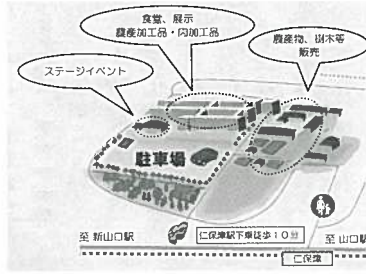 食堂、展示
農産加工品・肉加工品
農産物、樹木等
販売
ステージイベント
駐車場
至 新山口駅
仁保津駅下車徒歩10分
至 山口駅
仁保津